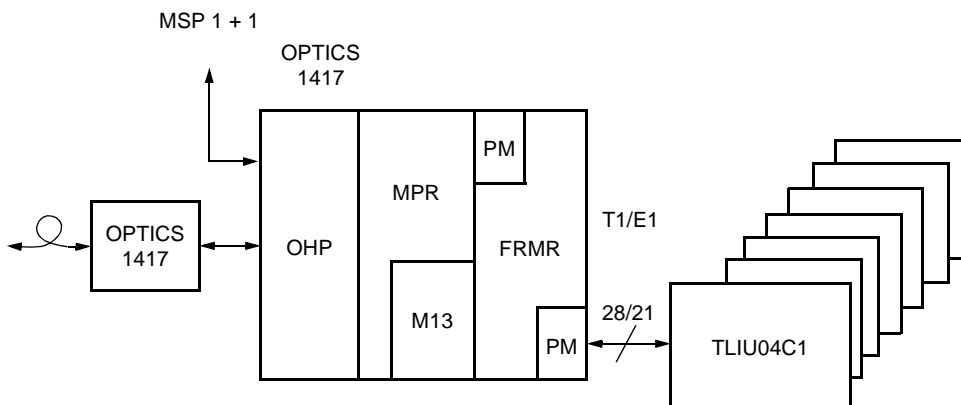 MSP 1 + 1
OPTICS
1417
PM
MPR
T1/E1
OPTICS
1417
OHP
FRMR
28/21
M13
PM
TLIU04C1